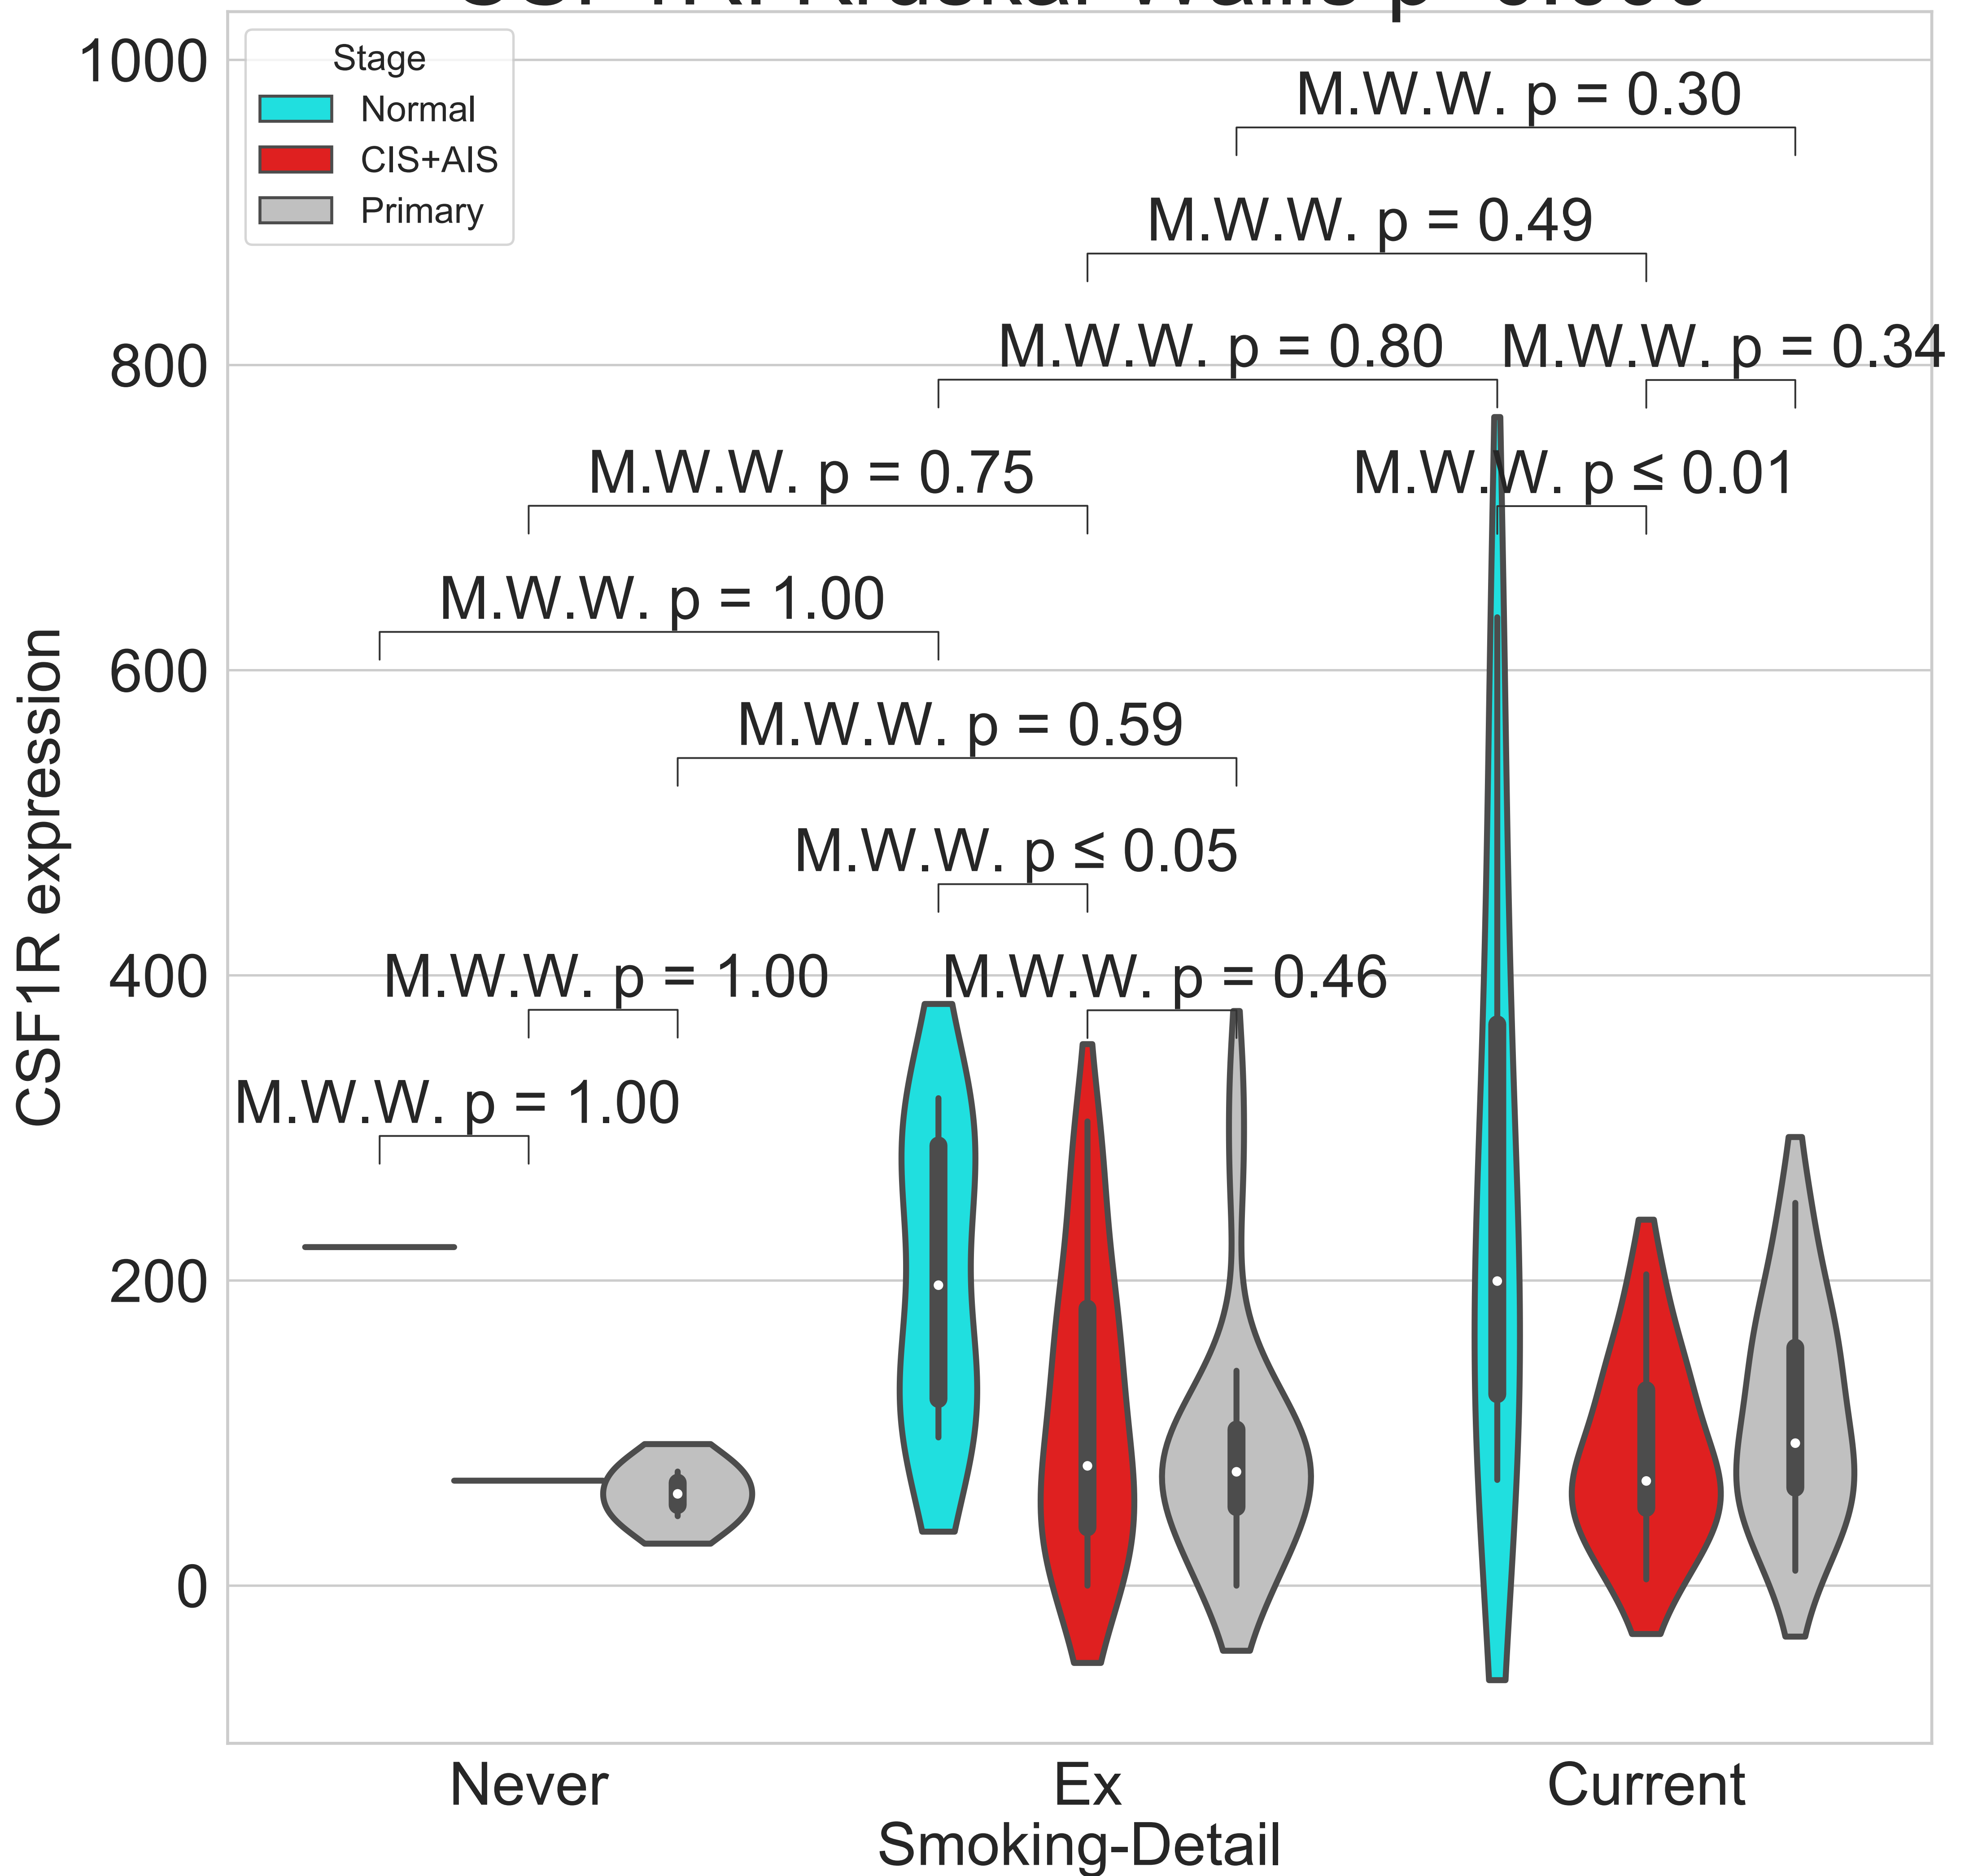 1000
800
600
400
200
0
CSF1R expression
Stage
Normal
CIS+AIS
Primary
M.W.W. p = 0.30
M.W.W. p = 0.49
M.W.W. p = 0.80
M.W.W. p = 0.34
M.W.W. p = 0.75
M.W.W. p ≤ 0.01
M.W.W. p = 1.00
M.W.W. p = 0.59
M.W.W. p ≤ 0.05
M.W.W. p = 1.00
M.W.W. p = 0.46
M.W.W. p = 1.00
Never
Ex
Current
Smoking-Detail